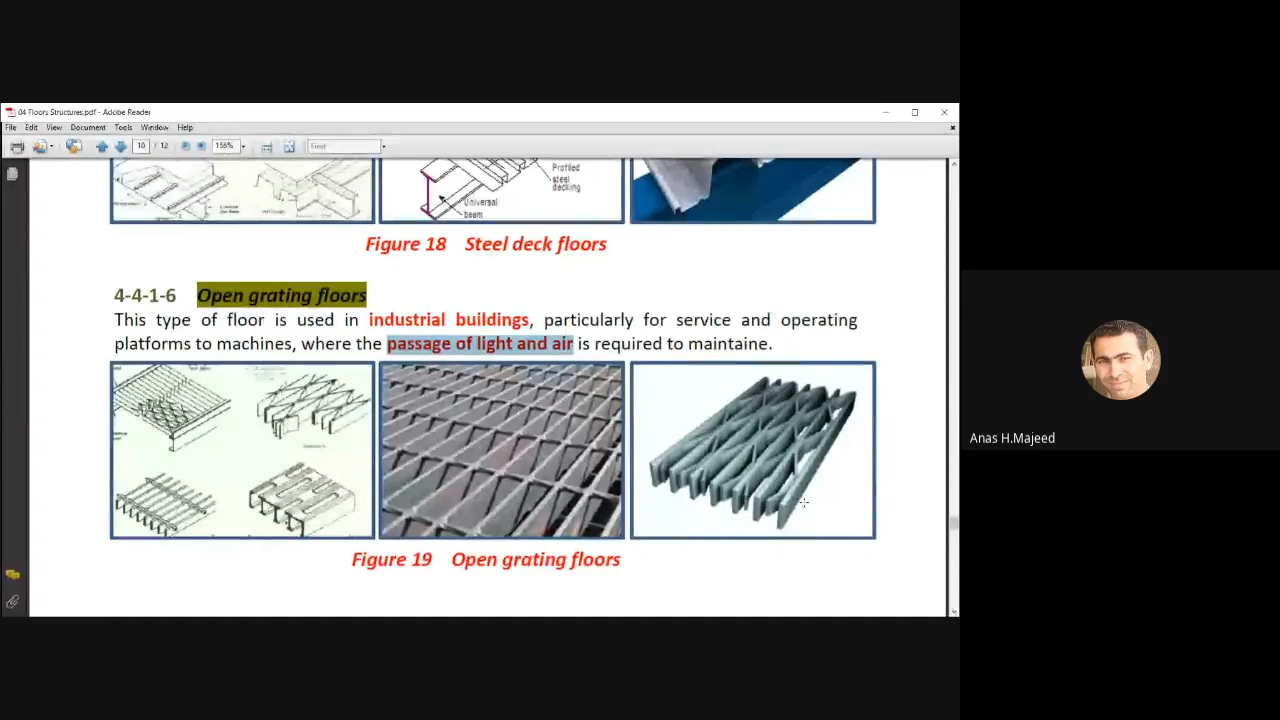 04 Floors Structures.pdf - Adobe Reader
File Edit View Document Tools Window Help
10 / 12 156% Find
Profiled
steel
decking
Universal
beam
Figure 18 Steel deck floors
4-4-1-6 Open grating floors
This type of floor is used in industrial buildings, particularly for service and operating
platforms to machines, where the passage of light and air is required to maintaine.
Figure 19 Open grating floors
Anas H.Majeed